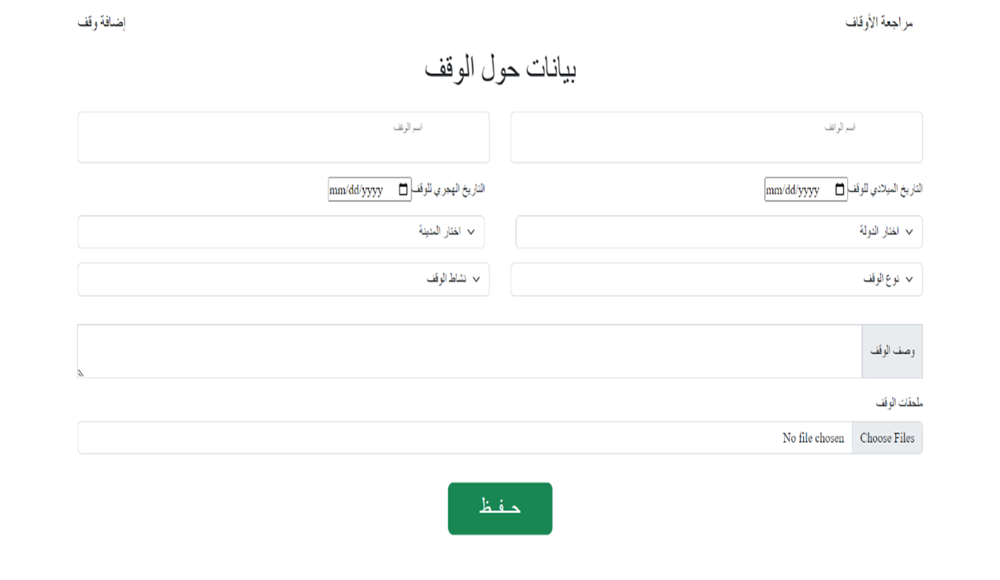 مراجعة الأوقاف
إضافة وقف
بيانات حول الوقف
اسم الواقف
اسم الوقف
التاريخ الميلادي للوقف mm/dd/yyyy
التاريخ الهجري للوقف mm/dd/yyyy
اختار الدولة
اختار المدينة
نوع الوقف
نشاط الوقف
وصف الوقف
ملحقات الوقف
Choose Files No file chosen
حـفـظ